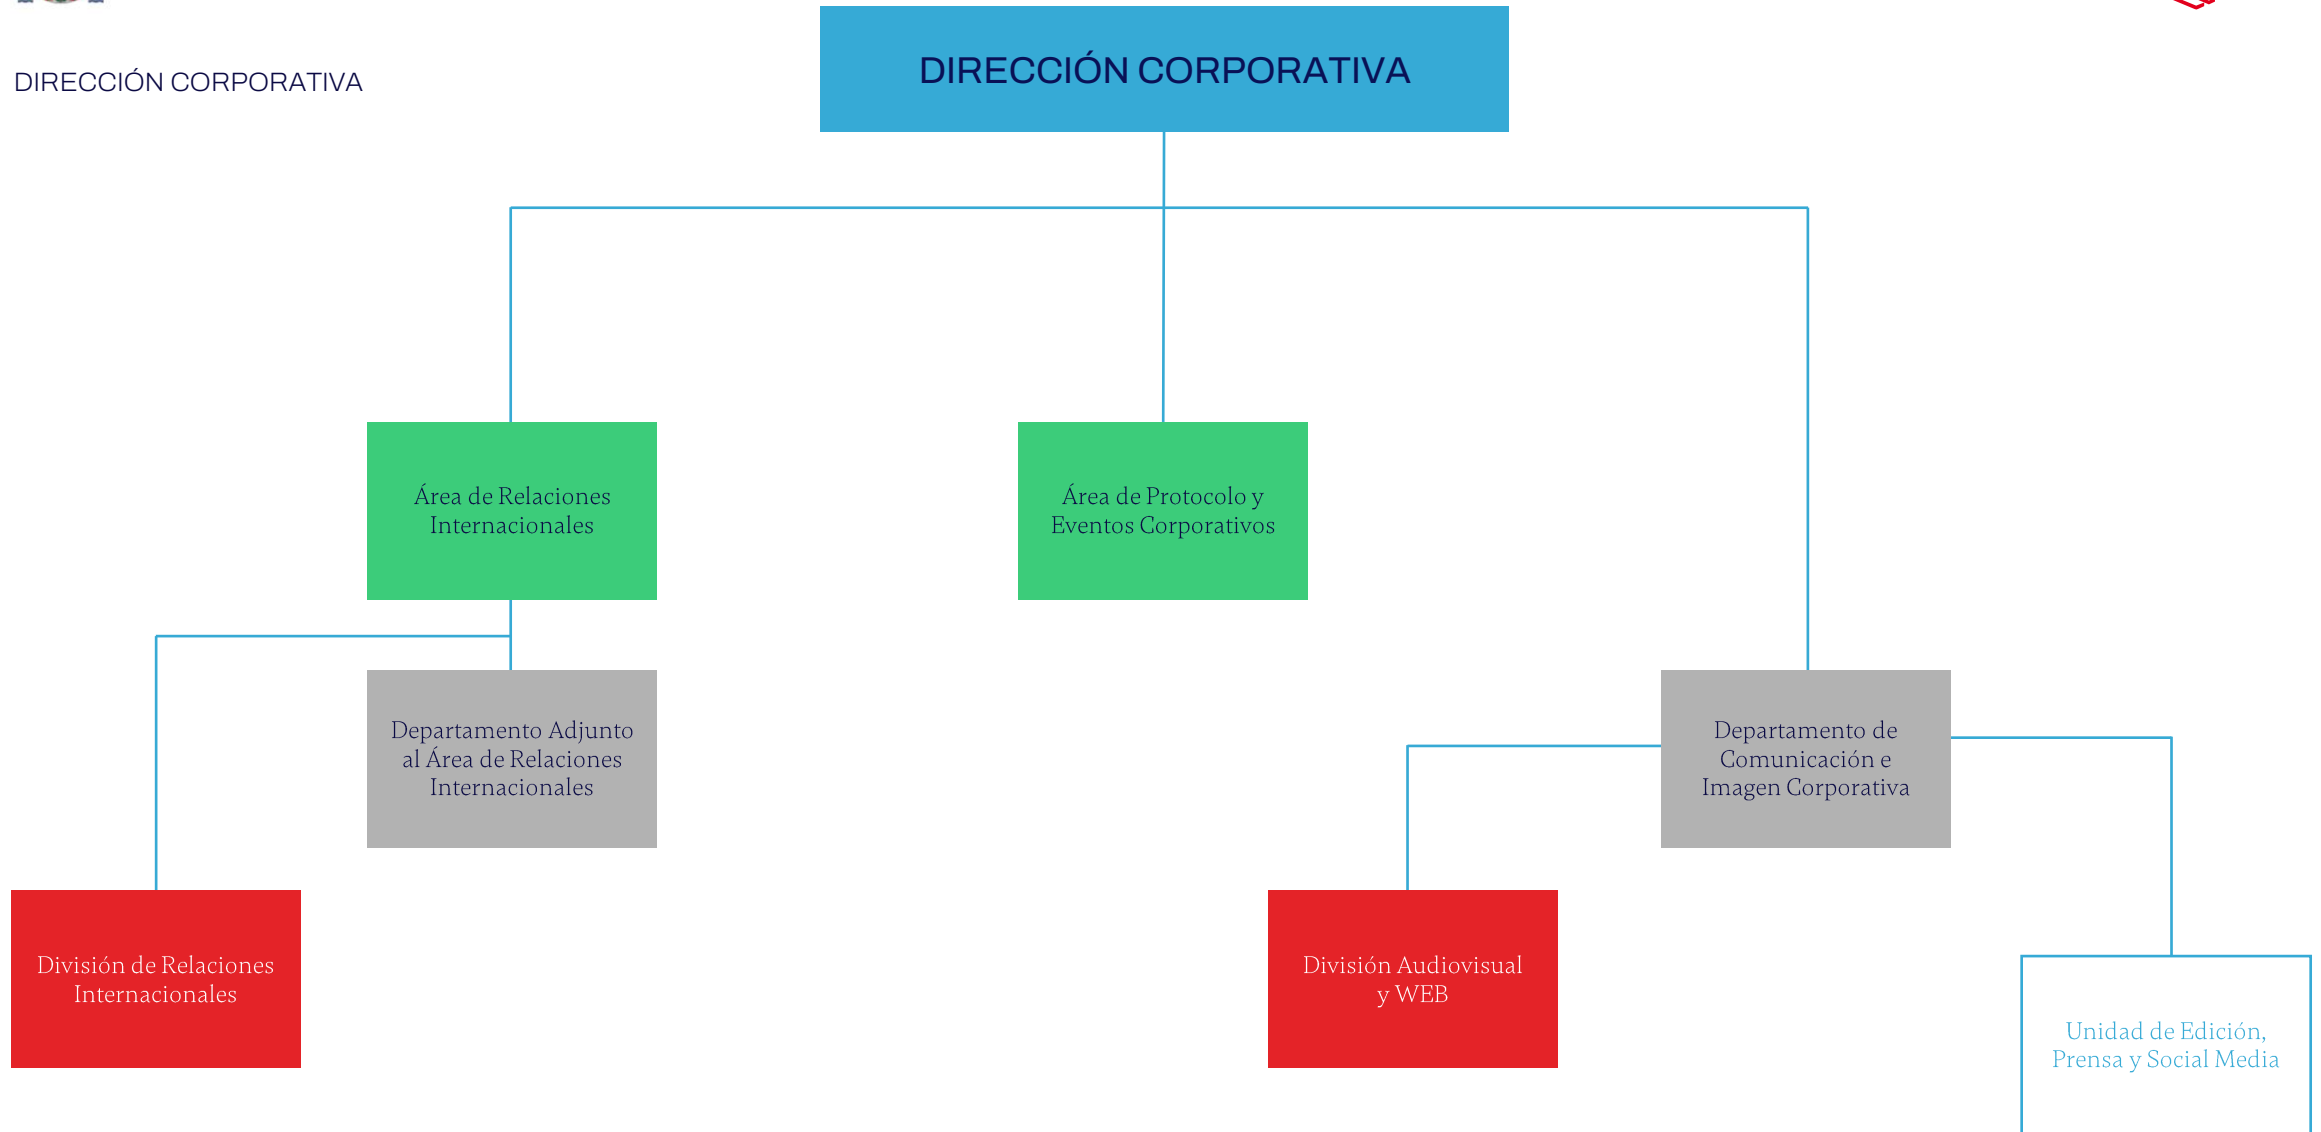 DIRECCIÓN CORPORATIVA
DIRECCIÓN CORPORATIVA
Área de Relaciones
Internacionales
Área de Protocolo y
Eventos Corporativos
Departamento Adjunto
al Área de Relaciones
Internacionales
Departamento de
Comunicación e
Imagen Corporativa
División de Relaciones
Internacionales
División Audiovisual
y WEB
Unidad de Edición,
Prensa y Social Media